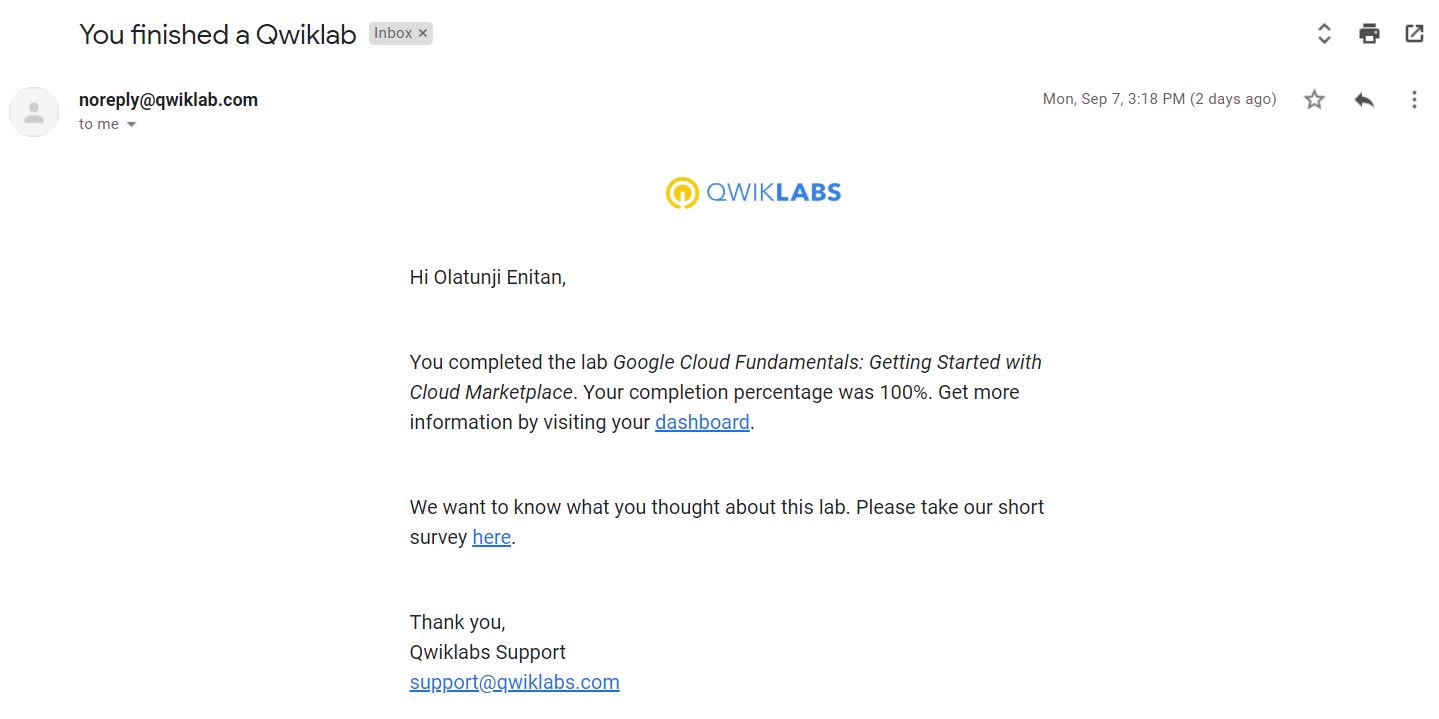 You finished a Qwiklab Inbox ×
noreply@qwiklab.com
Mon, Sep 7, 3:18 PM (2 days ago)
to me
QWIKLABS
Hi Olatunji Enitan,
You completed the lab Google Cloud Fundamentals: Getting Started with
Cloud Marketplace. Your completion percentage was 100%. Get more
information by visiting your dashboard.
We want to know what you thought about this lab. Please take our short
survey here.
Thank you,
Qwiklabs Support
support@qwiklabs.com